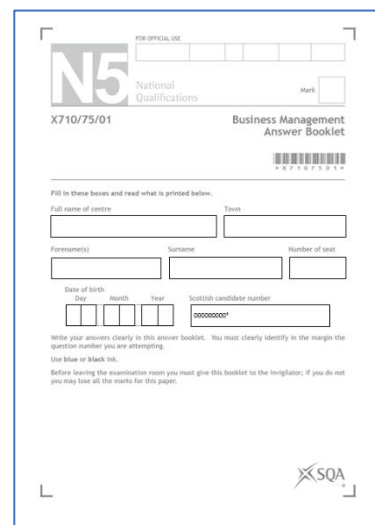 FOR OFFICIAL USE
N5
National
Qualifications
Mark
X710/75/01
Business Management
Answer Booklet
*X7107501*
Fill in these boxes and read what is printed below.
Full name of centre
Town
Forename(s)
Surname
Number of seat
Date of birth
Day
Month
Year
Scottish candidate number
Write your answers clearly in this answer booklet. You must clearly identify in the margin the
question number you are attempting.
Use blue or black ink.
Before leaving the examination room you must give this booklet to the Invigilator; if you do not
you may lose all the marks for this paper.
SQA